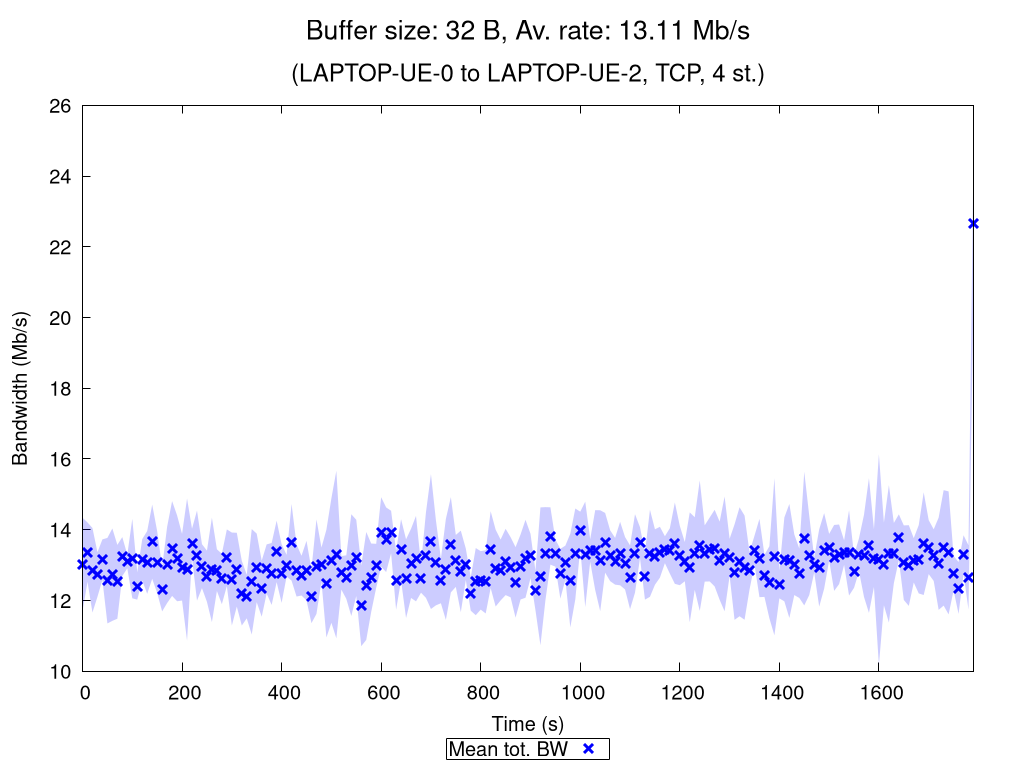 Buffer size: 32 B, Av. rate: 13.11 Mb/s
(LAPTOP-UE-0 to LAPTOP-UE-2, TCP, 4 st.)
26
24
22
20
18
16
14
12
10
Bandwidth (Mb/s)
0 200 400 600 800 1000 1200 1400 1600
Time (s)
Mean tot. BW